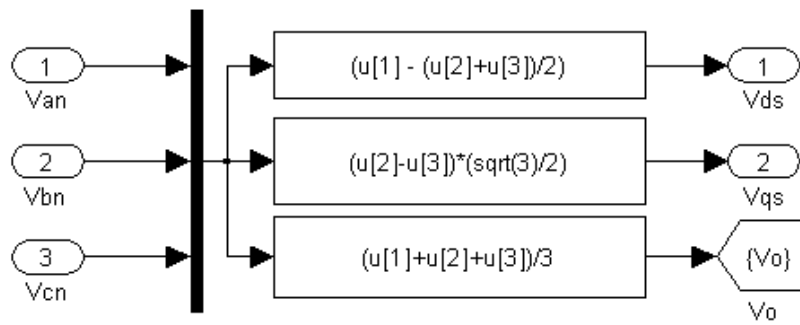 1
Van
2
Vbn
3
Vcn
(u[1] - (u[2]+u[3])/2)
(u[2]-u[3])*(sqrt(3)/2)
(u[1]+u[2]+u[3])/3
1
Vds
2
Vqs
{Vo}
Vo